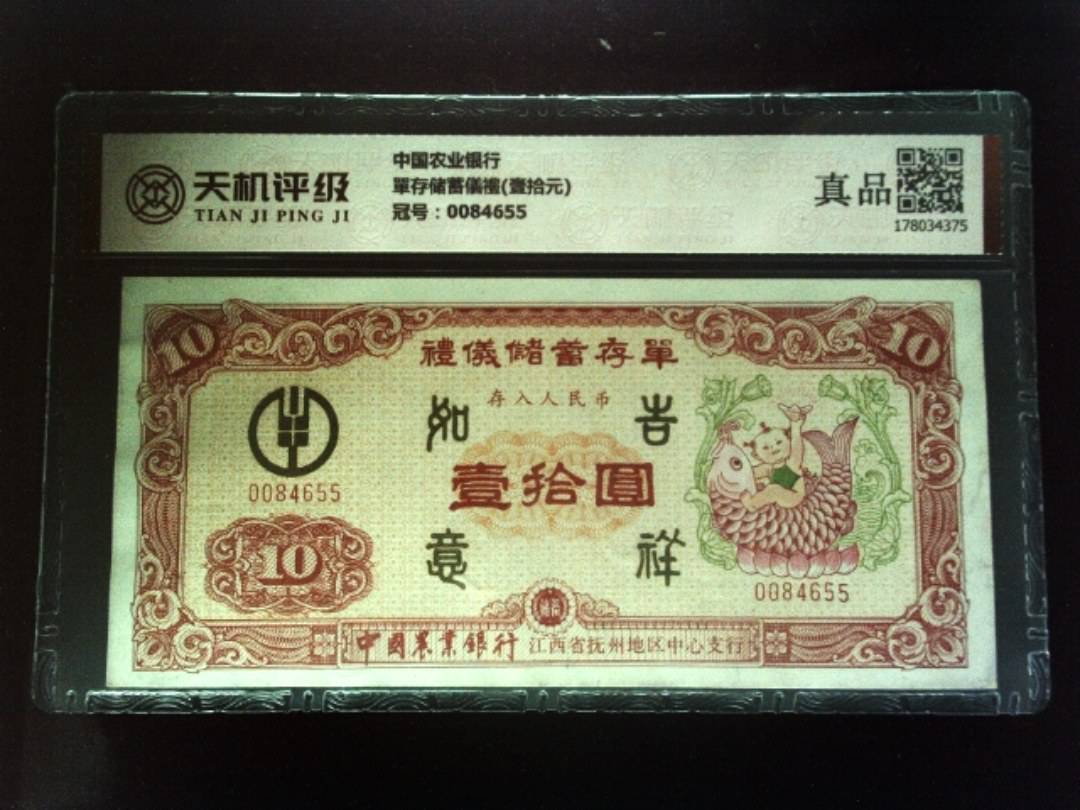 天机评级
TIAN JI PING JI
中国农业银行
單存储蓄儀禮(壹拾元)
冠号：0084655
真品
178034375
10
10
禮儀儲蓄存單
存入人民币
如意
吉祥
壹拾圓
0084655
10
0084655
中國農業銀行 江西省抚州地区中心支行